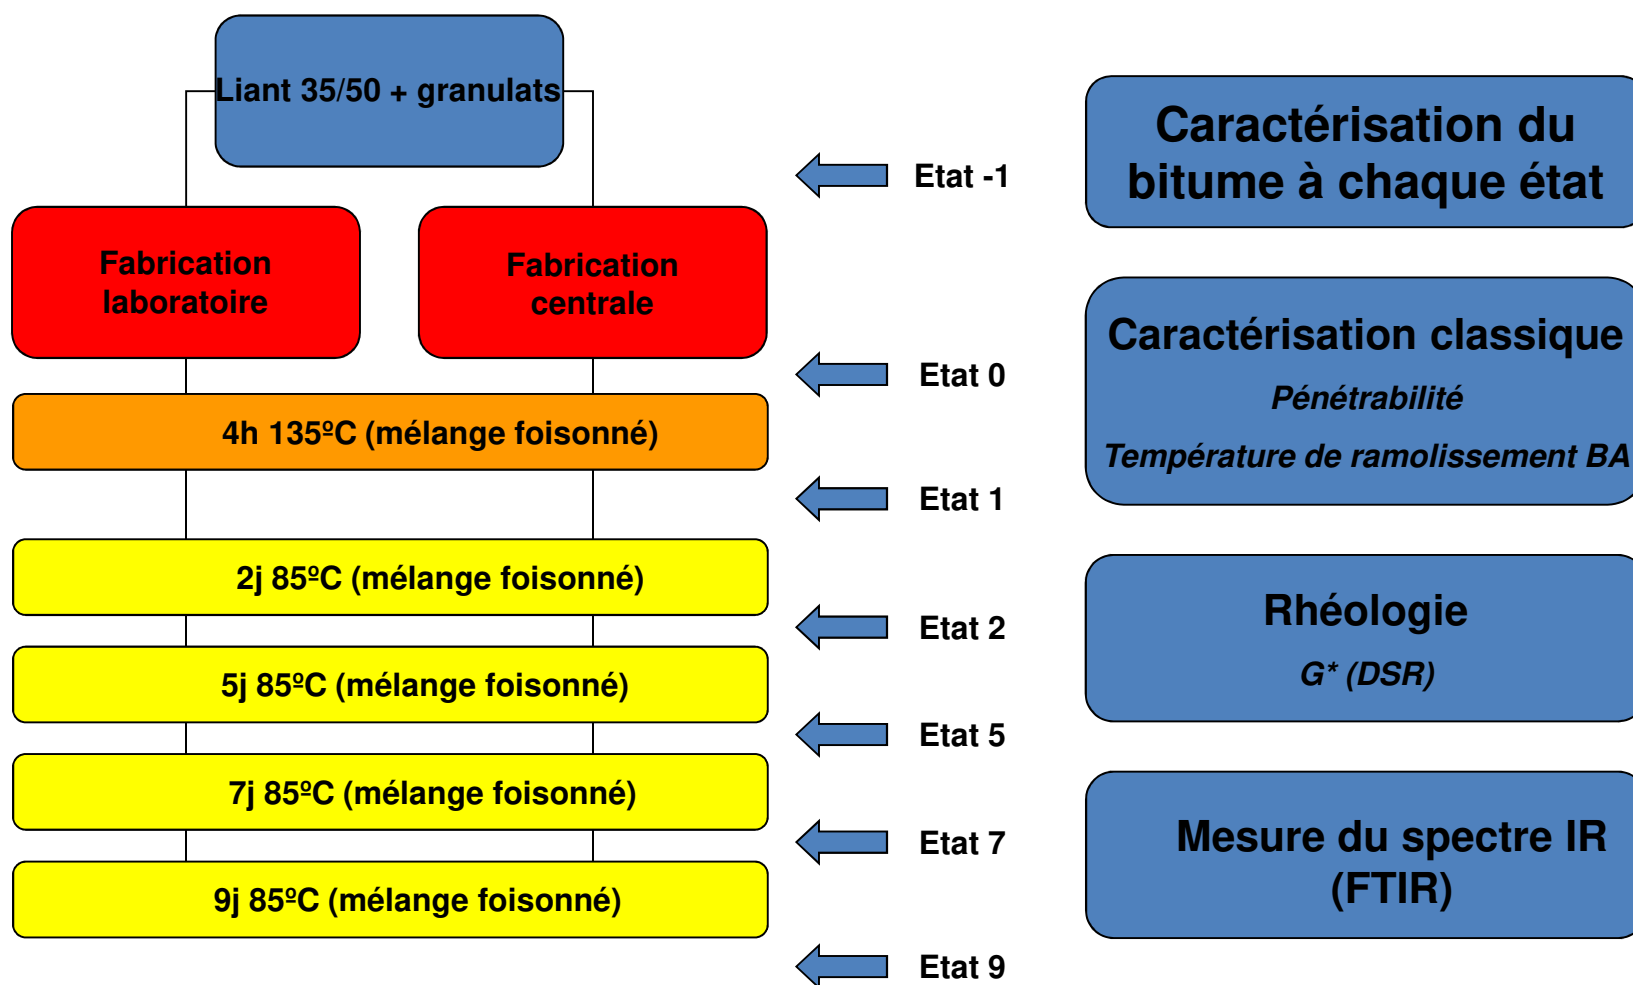 Liant 35/50 + granulats
Fabrication
laboratoire
Fabrication
centrale
4h 135ºC (mélange foisonné)
2j 85ºC (mélange foisonné)
5j 85ºC (mélange foisonné)
7j 85ºC (mélange foisonné)
9j 85ºC (mélange foisonné)
Etat -1
Etat 0
Etat 1
Etat 2
Etat 5
Etat 7
Etat 9
Caractérisation du
bitume à chaque état
Caractérisation classique
Pénétrabilité
Température de ramolissement BA
Rhéologie
G* (DSR)
Mesure du spectre IR
(FTIR)